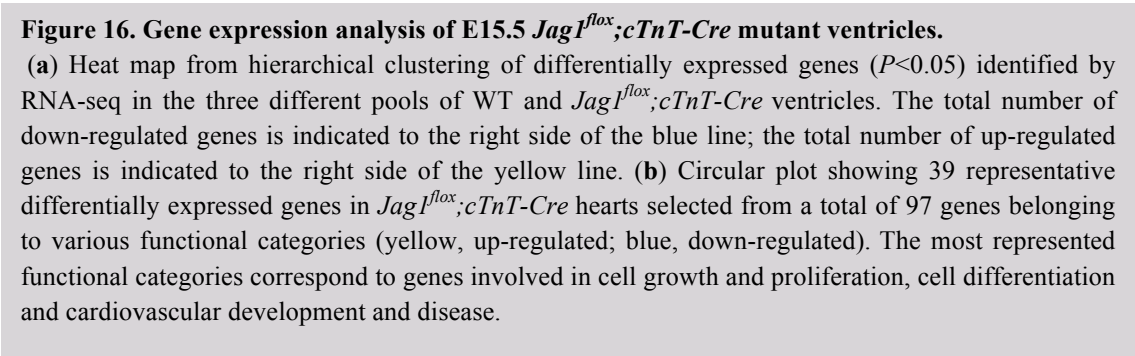 Figure 16. Gene expression analysis of E15.5 Jag1flox;cTnT-Cre mutant ventricles.
(a) Heat map from hierarchical clustering of differentially expressed genes (P<0.05) identified by
RNA-seq in the three different pools of WT and Jag1flox;cTnT-Cre ventricles. The total number of
down-regulated genes is indicated to the right side of the blue line; the total number of up-regulated
genes is indicated to the right side of the yellow line. (b) Circular plot showing 39 representative
differentially expressed genes in Jag1flox;cTnT-Cre hearts selected from a total of 97 genes belonging
to various functional categories (yellow, up-regulated; blue, down-regulated). The most represented
functional categories correspond to genes involved in cell growth and proliferation, cell differentiation
and cardiovascular development and disease.